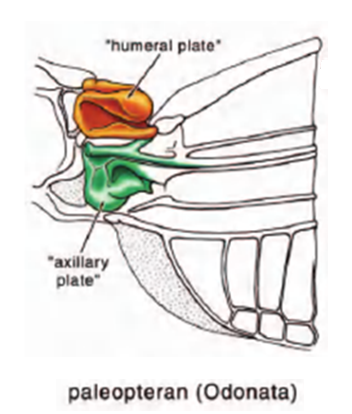 "humeral plate"
"axillary
plate"
paleopteran (Odonata)